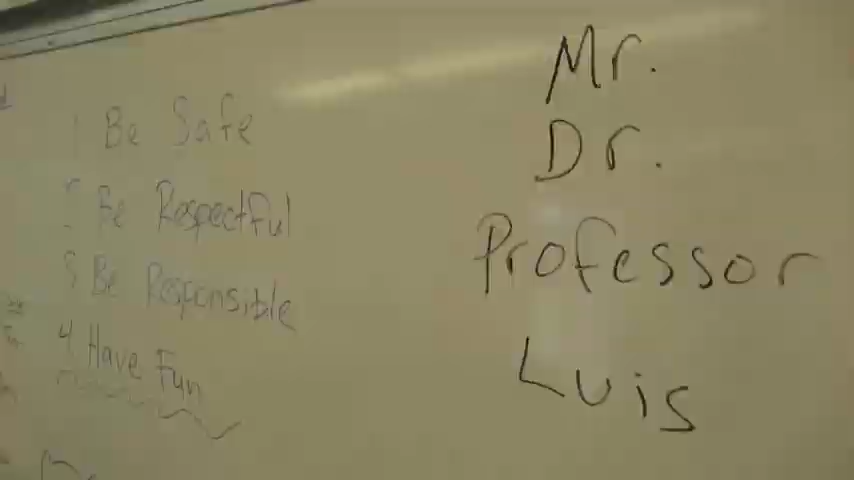 1 Be Safe
2 Be Respectful
3 Be Responsible
4 Have Fun
Mr.
Dr.
Professor
Luis